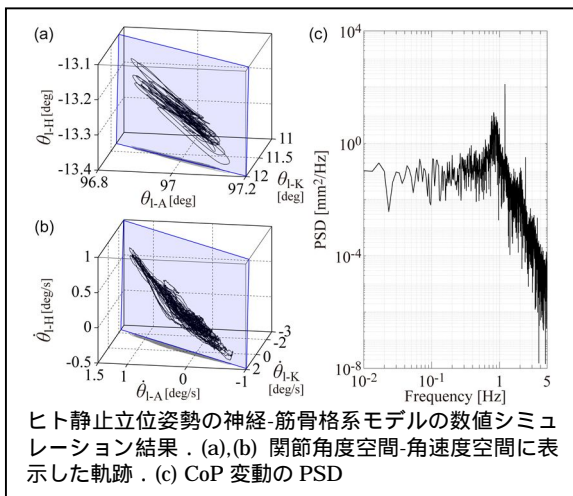 (a)
-13.1
-13.2
-13.3
-13.4
θl-H[deg]
96.8
97
97.2
θl-A[deg]
11
11.5
12
θl-K
[deg]
(b)
1
0.5
0
-0.5
θ̇l-H[deg/s]
1.5
1
0
-1
θ̇l-A[deg/s]
-3
-2
0
2
θ̇l-K
[deg/s]
(c)
10^4
10^0
10^-4
10^-8
PSD [mm²/Hz]
10^-2
10^-1
1
5
Frequency [Hz]
ヒト静止立位姿勢の神経-筋骨格系モデルの数値シミュ
レーション結果．(a),(b) 関節角度空間-角速度空間に表
示した軌跡．(c) CoP 変動の PSD